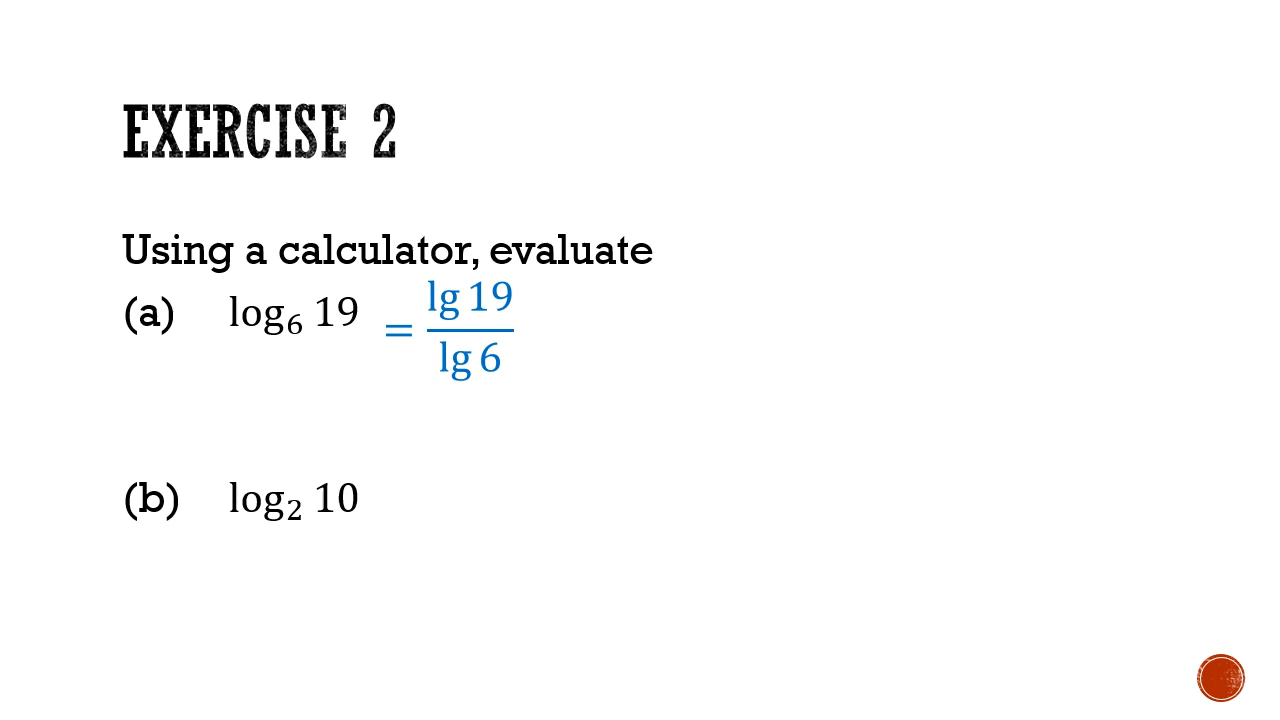 EXERCISE 2
Using a calculator, evaluate
(a) log₆ 19 = lg 19 / lg 6
(b) log₂ 10